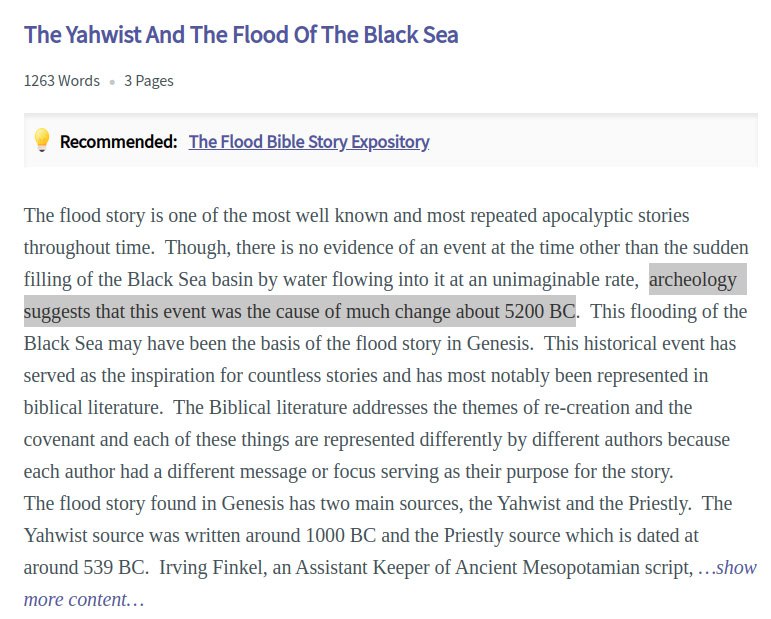 The Yahwist And The Flood Of The Black Sea
1263 Words • 3 Pages
Recommended: The Flood Bible Story Expository
The flood story is one of the most well known and most repeated apocalyptic stories
throughout time. Though, there is no evidence of an event at the time other than the sudden
filling of the Black Sea basin by water flowing into it at an unimaginable rate, archeology
suggests that this event was the cause of much change about 5200 BC. This flooding of the
Black Sea may have been the basis of the flood story in Genesis. This historical event has
served as the inspiration for countless stories and has most notably been represented in
biblical literature. The Biblical literature addresses the themes of re-creation and the
covenant and each of these things are represented differently by different authors because
each author had a different message or focus serving as their purpose for the story.
The flood story found in Genesis has two main sources, the Yahwist and the Priestly. The
Yahwist source was written around 1000 BC and the Priestly source which is dated at
around 539 BC. Irving Finkel, an Assistant Keeper of Ancient Mesopotamian script, …show
more content…